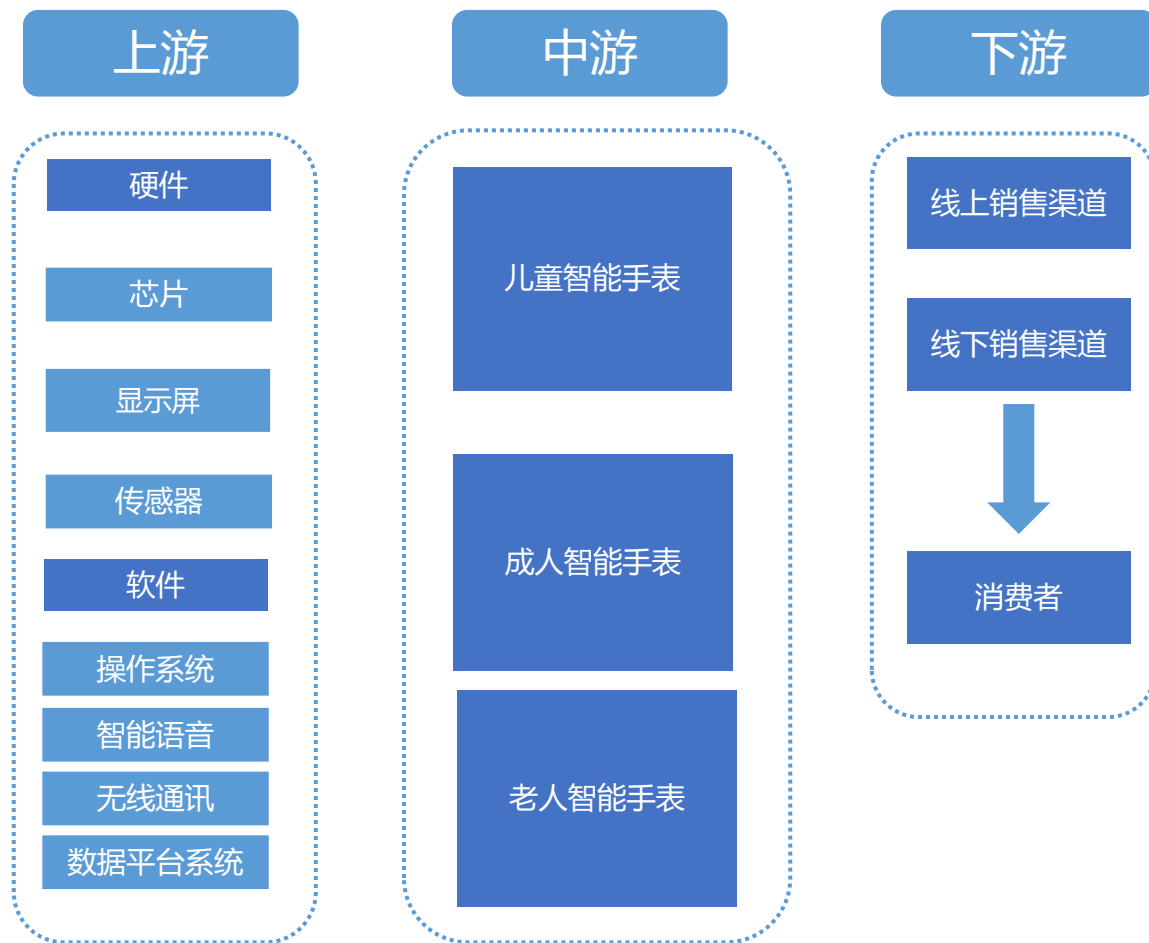 上游
中游
下游
硬件
芯片
显示屏
传感器
软件
操作系统
智能语音
无线通讯
数据平台系统
儿童智能手表
成人智能手表
老人智能手表
线上销售渠道
线下销售渠道
消费者